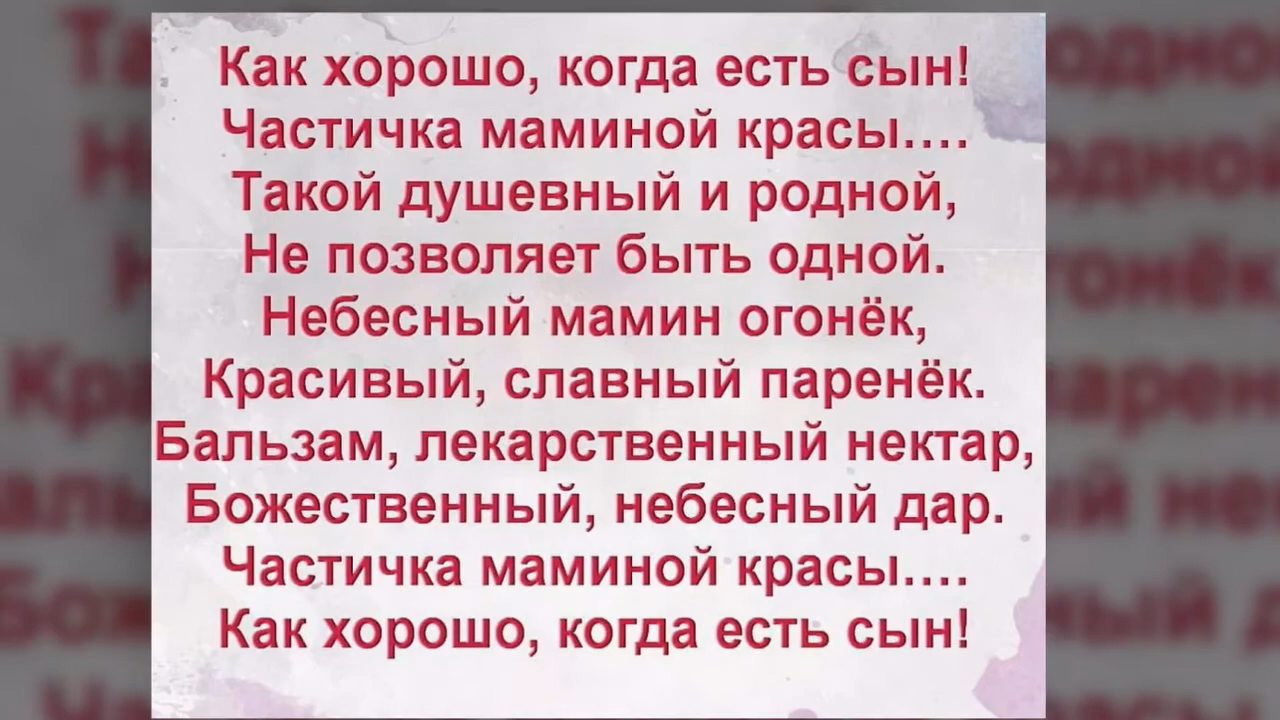 Как хорошо, когда есть сын!
Частичка маминой красы....
Такой душевный и родной,
Не позволяет быть одной.
Небесный мамин огонёк,
Красивый, славный паренёк.
Бальзам, лекарственный нектар,
Божественный, небесный дар.
Частичка маминой красы....
Как хорошо, когда есть сын!